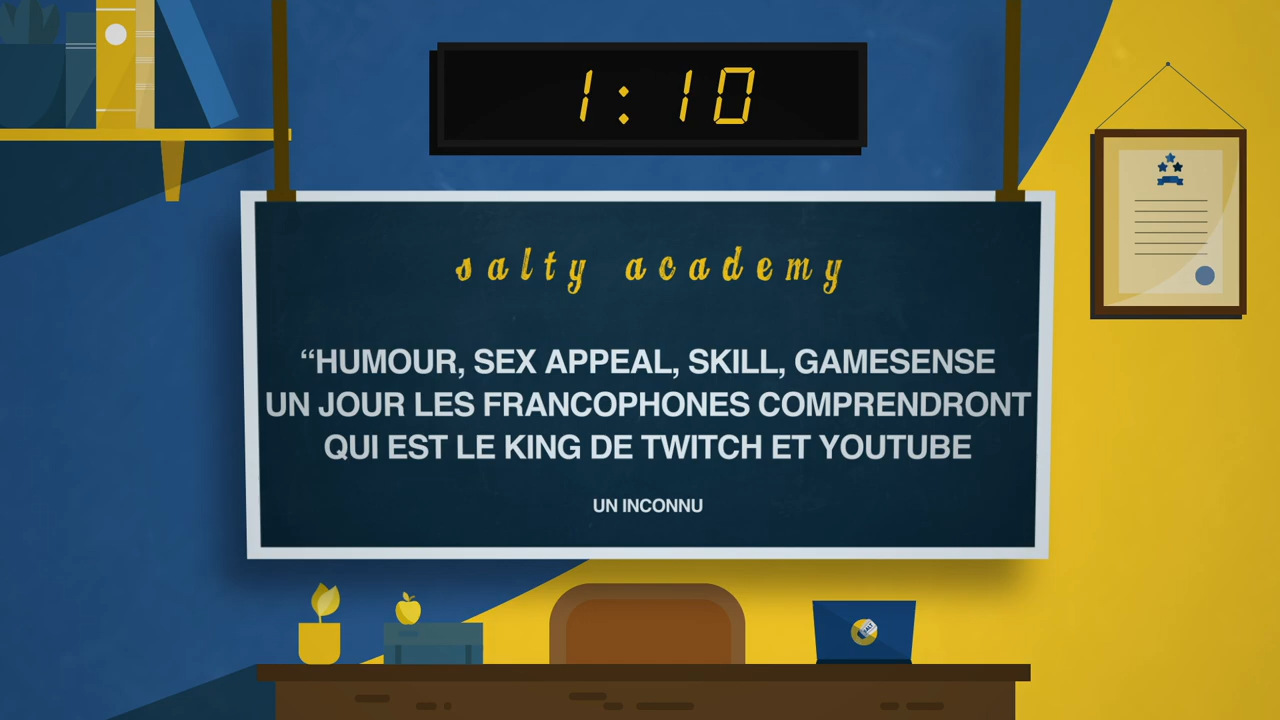 1:10
salty academy
“HUMOUR, SEX APPEAL, SKILL, GAMESENSE
UN JOUR LES FRANCOPHONES COMPRENDRONT
QUI EST LE KING DE TWITCH ET YOUTUBE
UN INCONNU
SALT